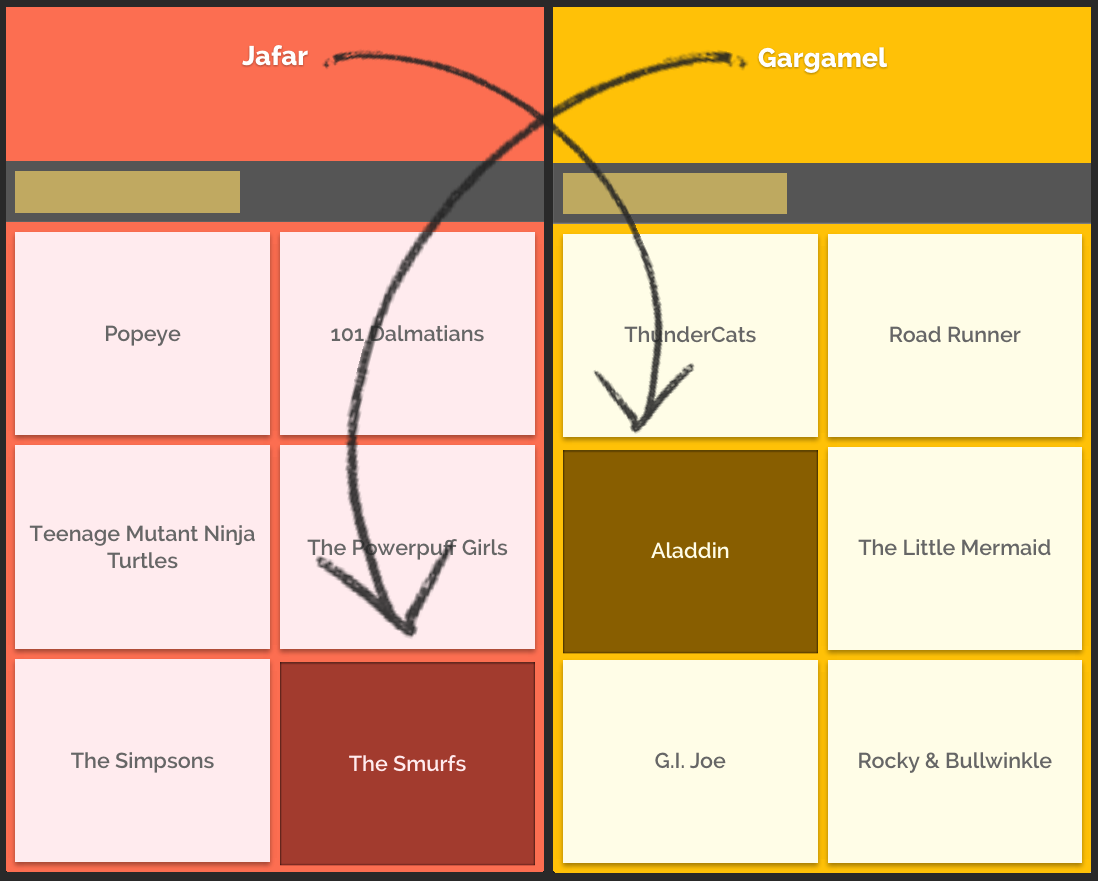 Jafar
Popeye
101 Dalmatians
Teenage Mutant Ninja
Turtles
The Powerpuff Girls
The Simpsons
The Smurfs
Gargamel
ThunderCats
Road Runner
Aladdin
The Little Mermaid
G.I. Joe
Rocky & Bullwinkle